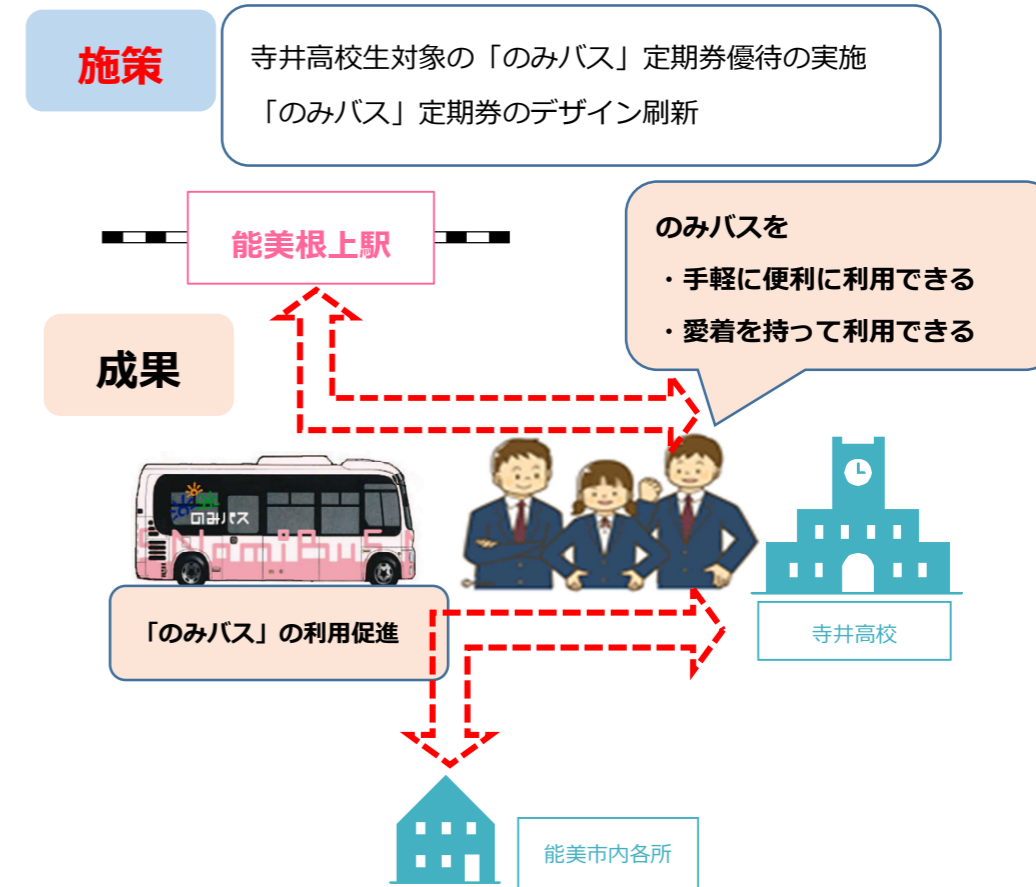 施策
寺井高校生対象の「のみバス」定期券優待の実施
「のみバス」定期券のデザイン刷新
能美根上駅
のみバスを
・手軽に便利に利用できる
・愛着を持って利用できる
成果
のみバス
NomiBus
「のみバス」の利用促進
寺井高校
能美市内各所